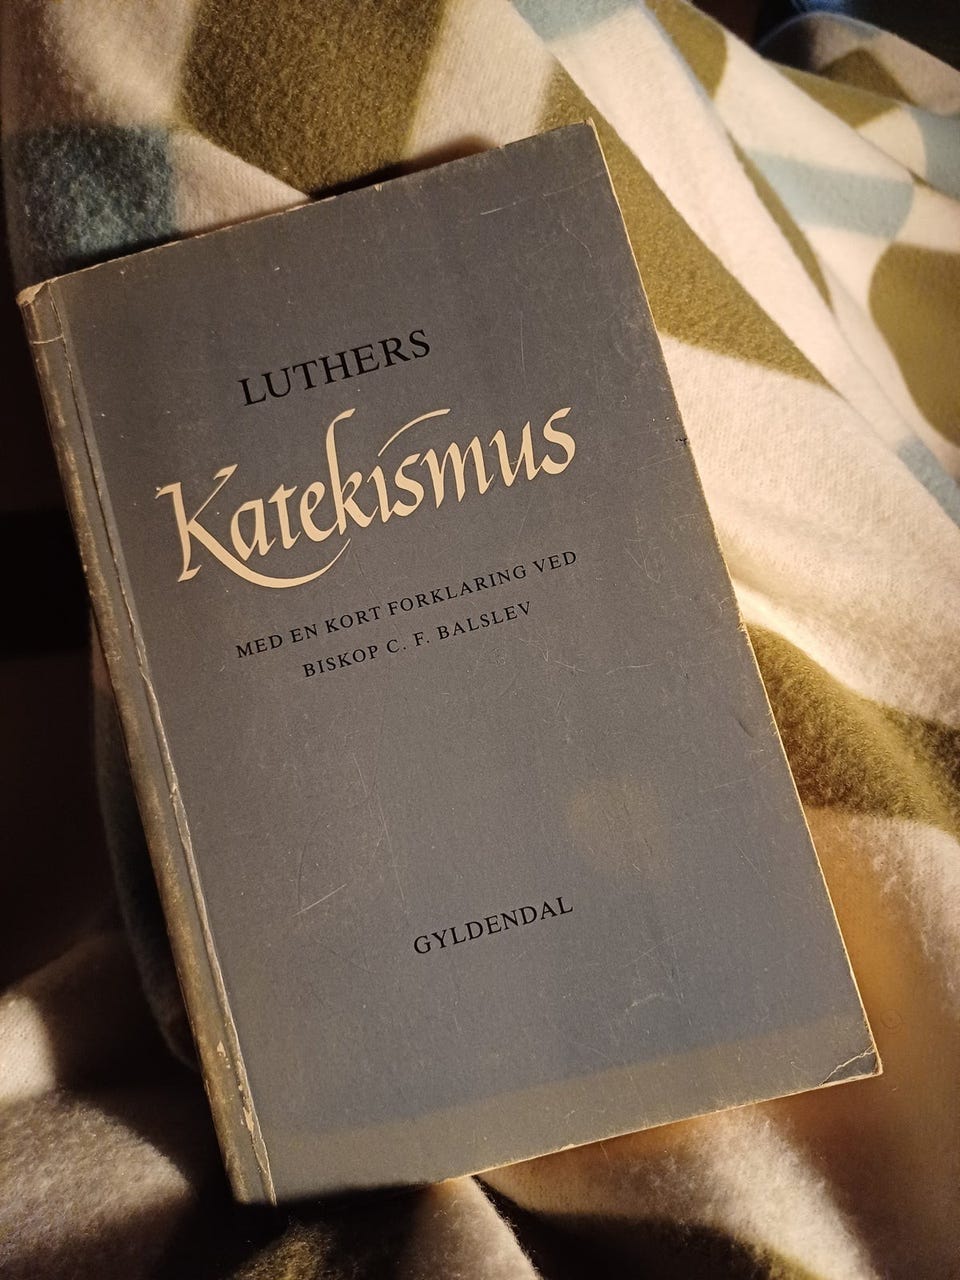 LUTHERS
Katekismus
MED EN KORT FORKLARING VED
BISKOP C. F. BALSLEV
GYLDENDAL